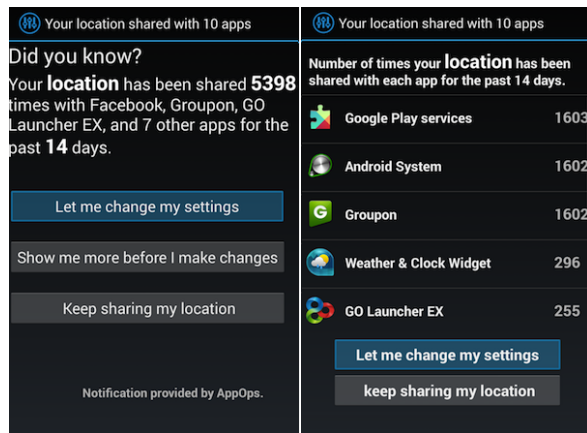 Your location shared with 10 apps
Did you know?
Your location has been shared 5398
times with Facebook, Groupon, GO
Launcher EX, and 7 other apps for the
past 14 days.
Let me change my settings
Show me more before I make changes
Keep sharing my location
Notification provided by AppOps.
Your location shared with 10 apps
Number of times your location has been
shared with each app for the past 14 days.
Google Play services 1603
Android System 1602
G
Groupon 1602
Weather & Clock Widget 296
GO Launcher EX 255
Let me change my settings
keep sharing my location